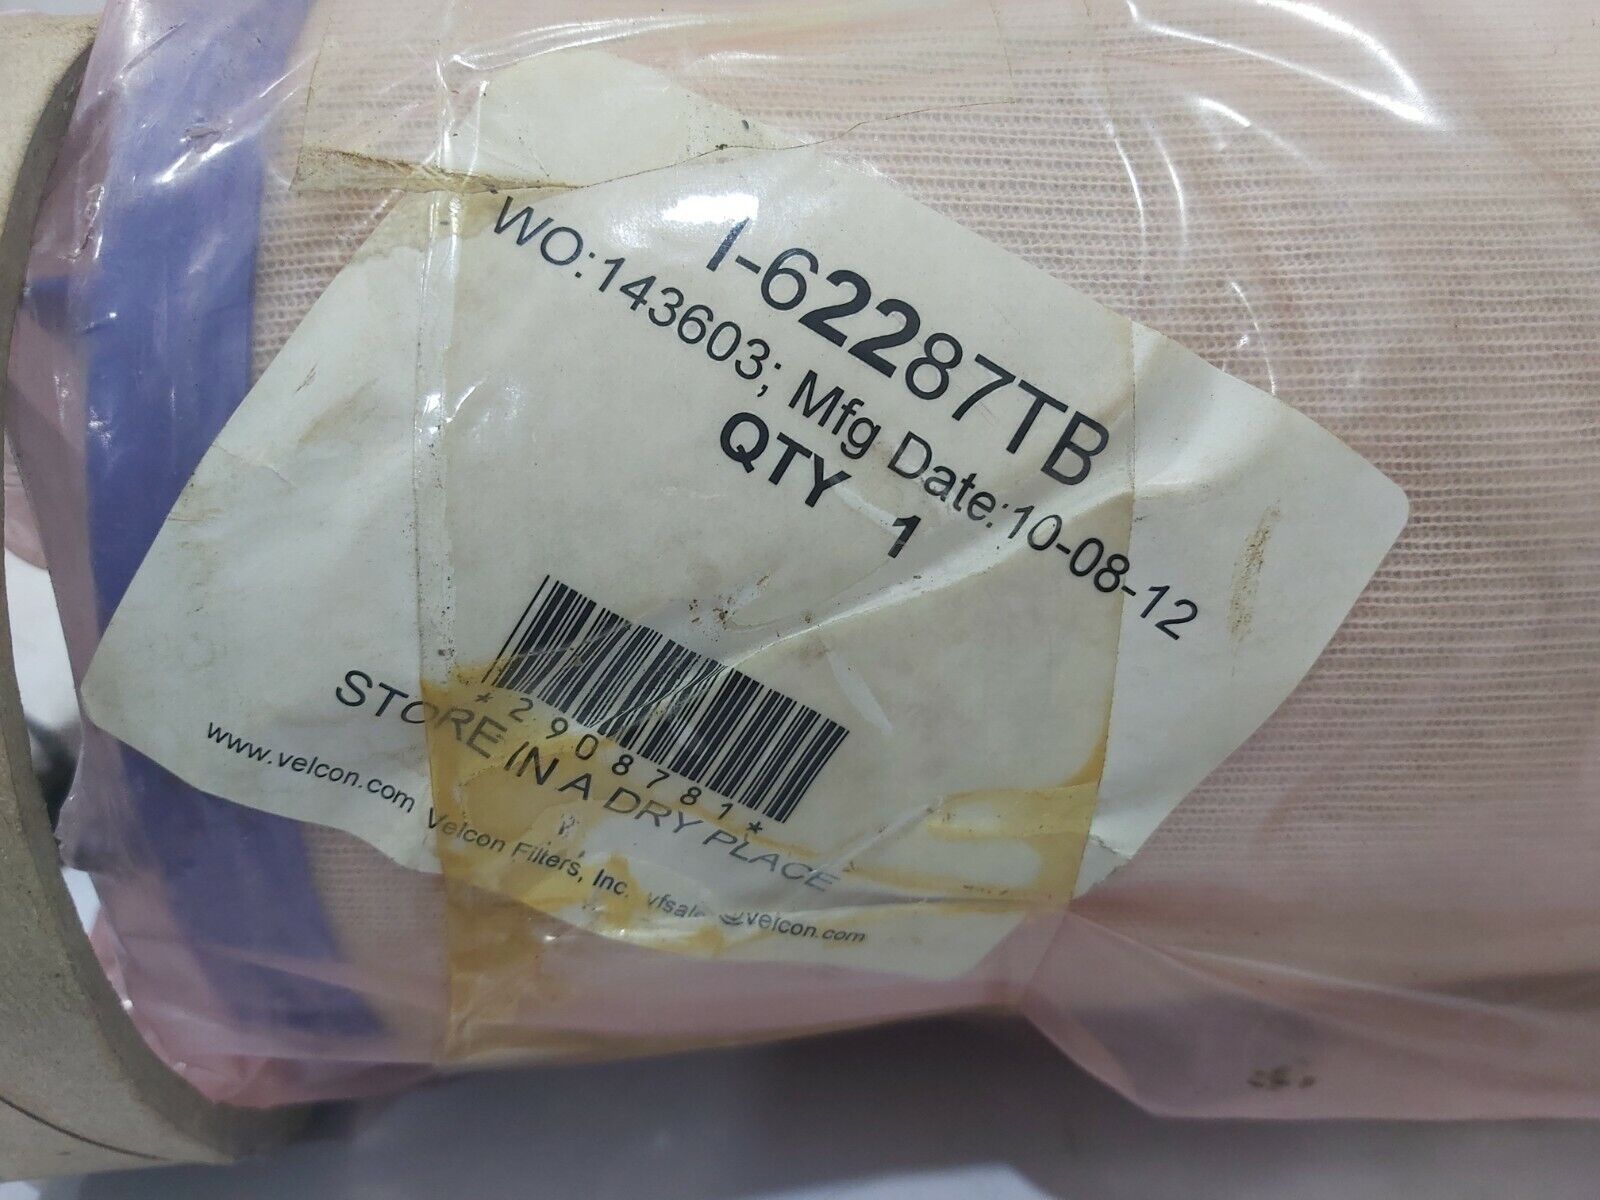 I-62287TB
WO:143603; Mfg Date:10-08-12
QTY 1
*2908781*
STORE IN A DRY PLACE
www.velcon.com Velcon Filters, Inc. @velcon.com